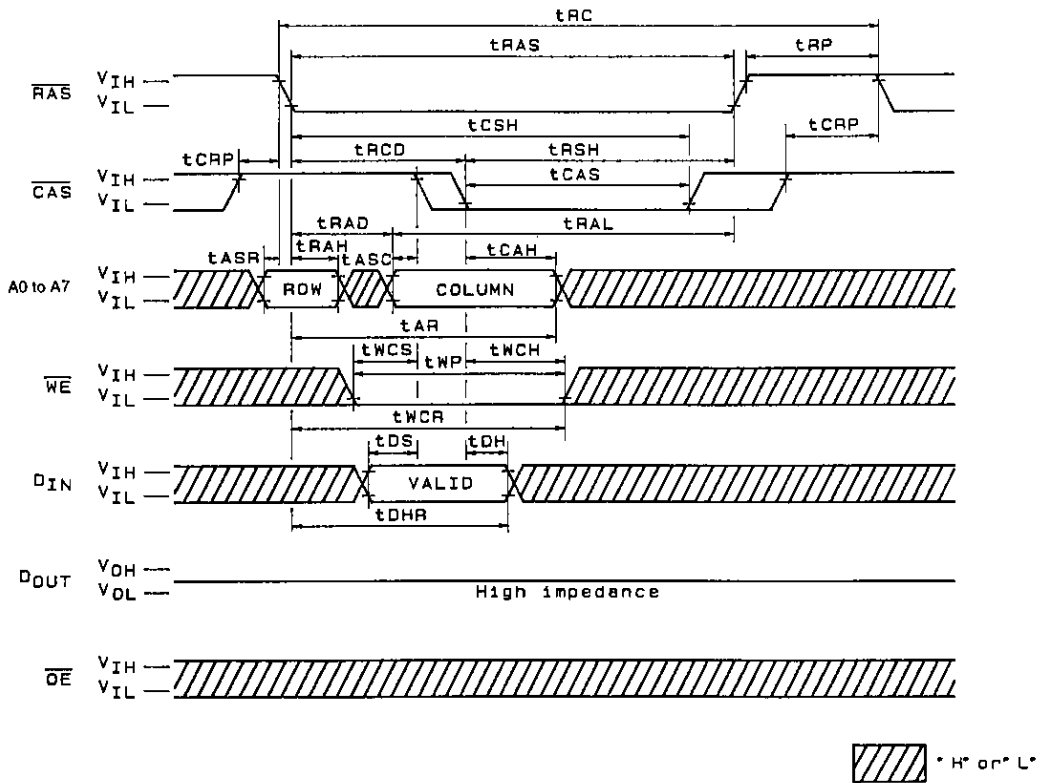 tRC
tRAS tRP
RAS VIH
VIL
tCSH tCRP
tCRP tRCD tRSH
CAS VIH tCAS
VIL
tRAD tRAL
tASR tRAH tASC tCAH
A0 to A7 VIH ROW COLUMN
VIL
tAR
tWCS tWP tWCH
WE VIH
VIL
tWCR
tDS tDH
DIN VIH VALID
VIL
tDHR
DOUT VOH
VOL High impedance
OE VIH
VIL
"H" or "L"